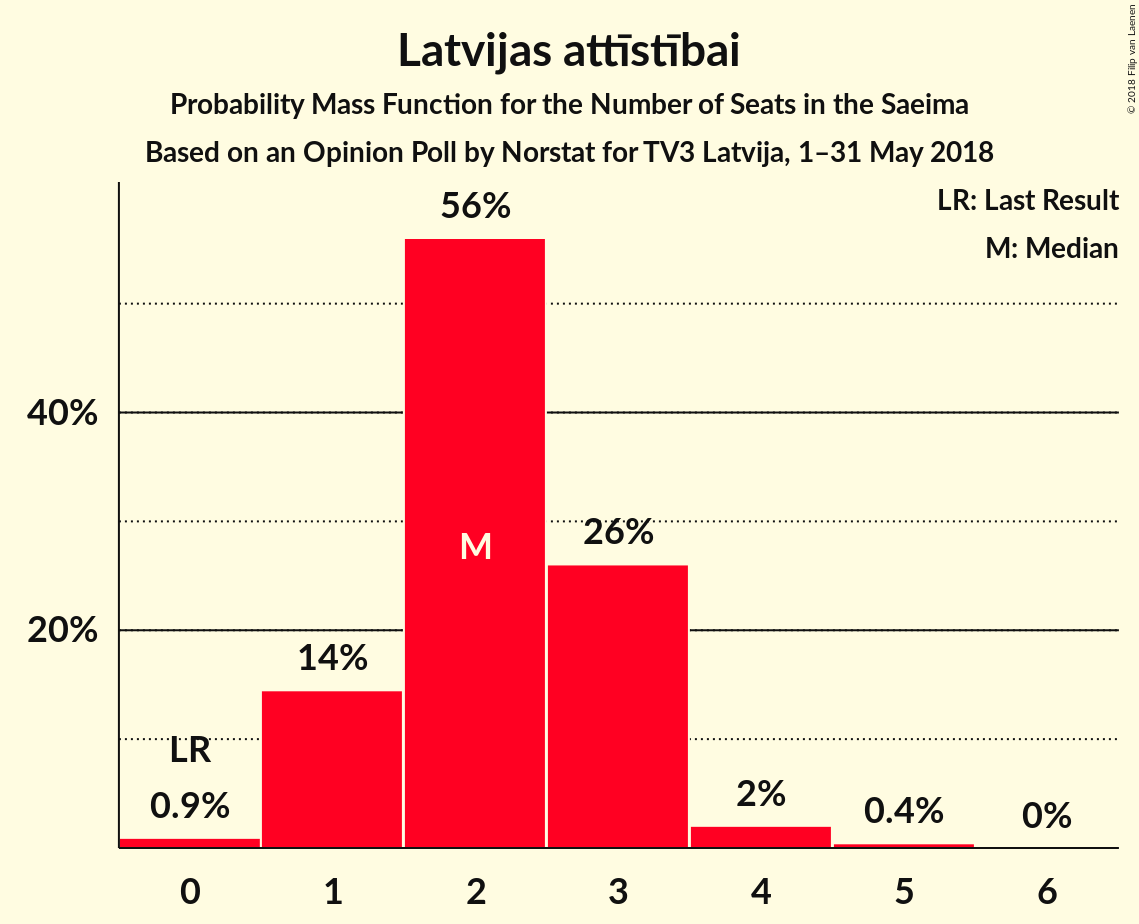 Latvijas attīstībai
Probability Mass Function for the Number of Seats in the Saeima
Based on an Opinion Poll by Norstat for TV3 Latvija, 1–31 May 2018
© 2018 Filip van Laenen
LR: Last Result
M: Median
56%
40%
M
26%
20%
14%
LR
0.9%
2%
0.4%
0%
0 1 2 3 4 5 6